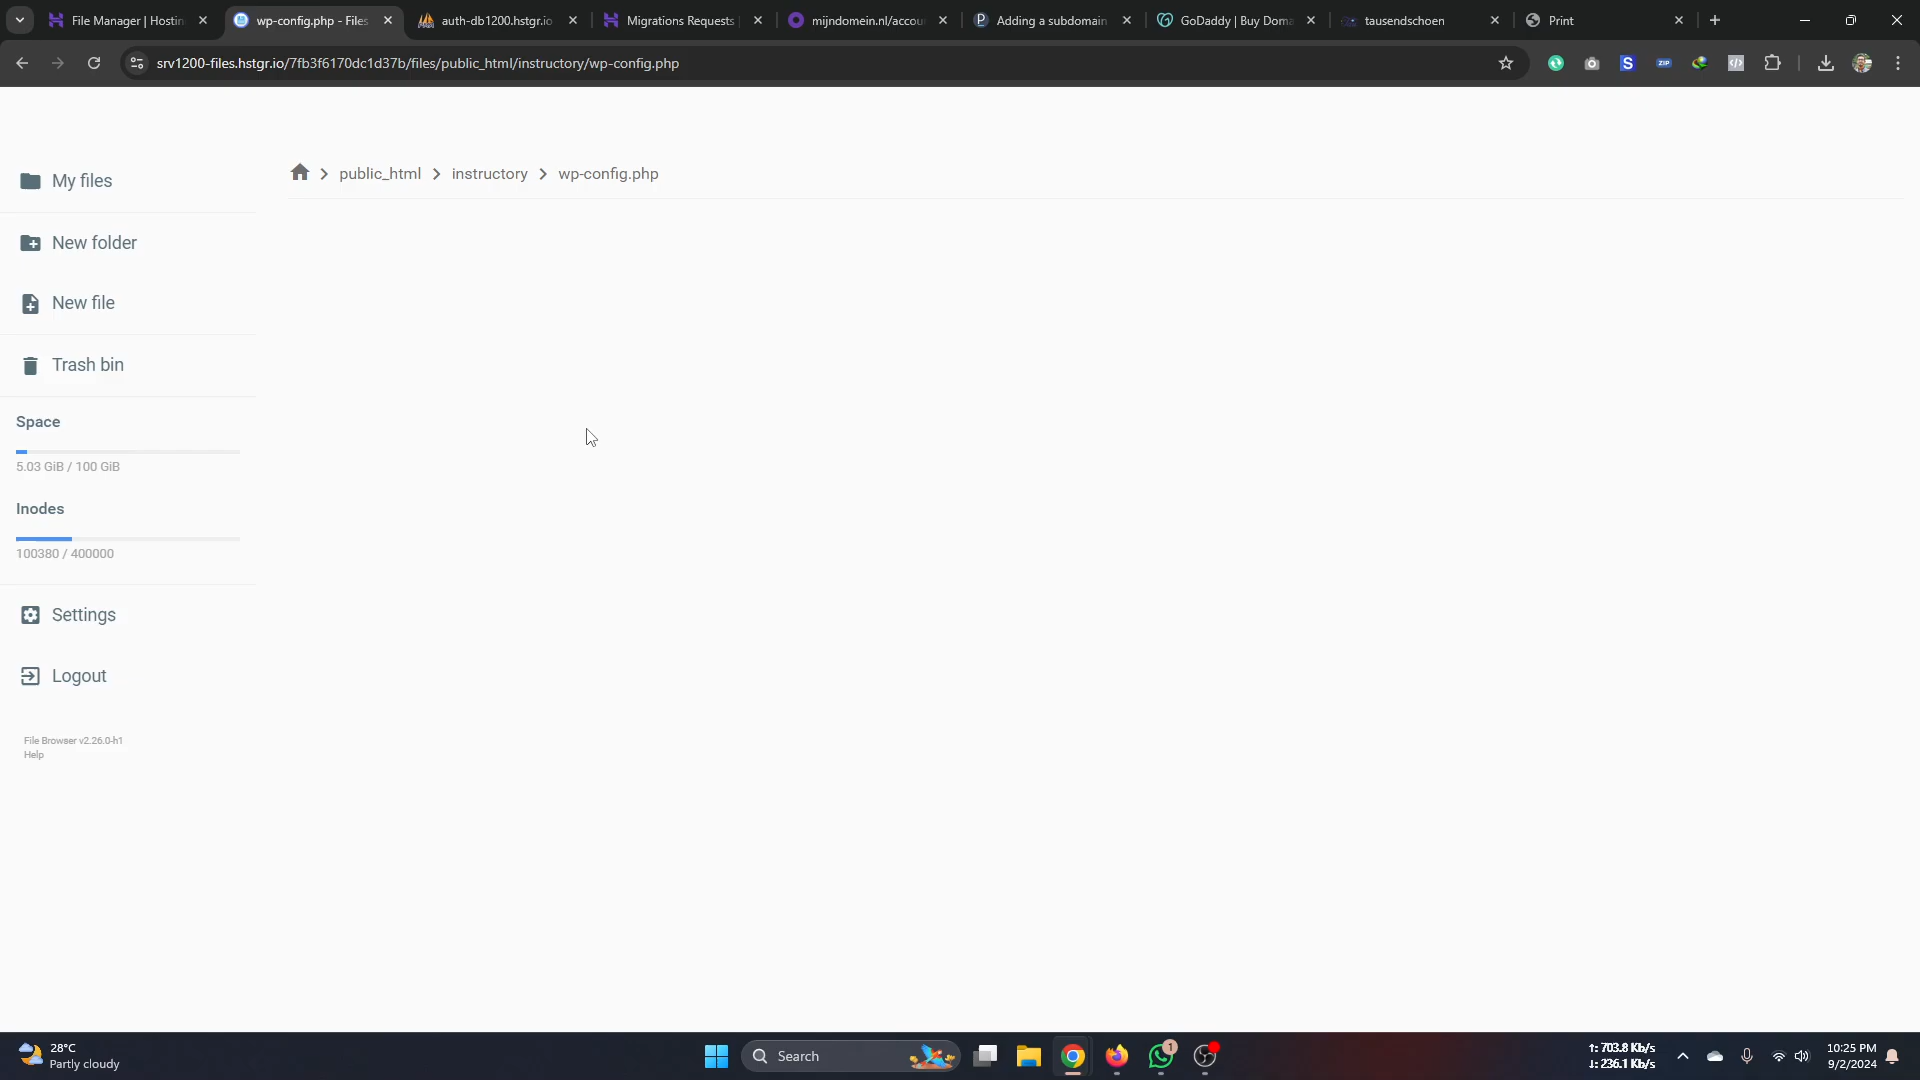 File Manager | Hostin
wp-config.php - Files
auth-db1200.hstgr.io
Migrations Requests
mijndomein.nl/accou
Adding a subdomain
GoDaddy | Buy Doma
tausendschoen
Print
srv1200-files.hstgr.io/7fb3f6170dc1d37b/files/public_html/instructory/wp-config.php
S
ZIP
My files
public_html
instructory
wp-config.php
New folder
New file
Trash bin
Space
5.03 GiB / 100 GiB
Inodes
100380 / 400000
Settings
Logout
File Browser v2.26.0-h1
Help
28°C
Partly cloudy
Search
1
↑: 703.8 Kb/s
↓: 236.1 Kb/s
10:25 PM
9/2/2024